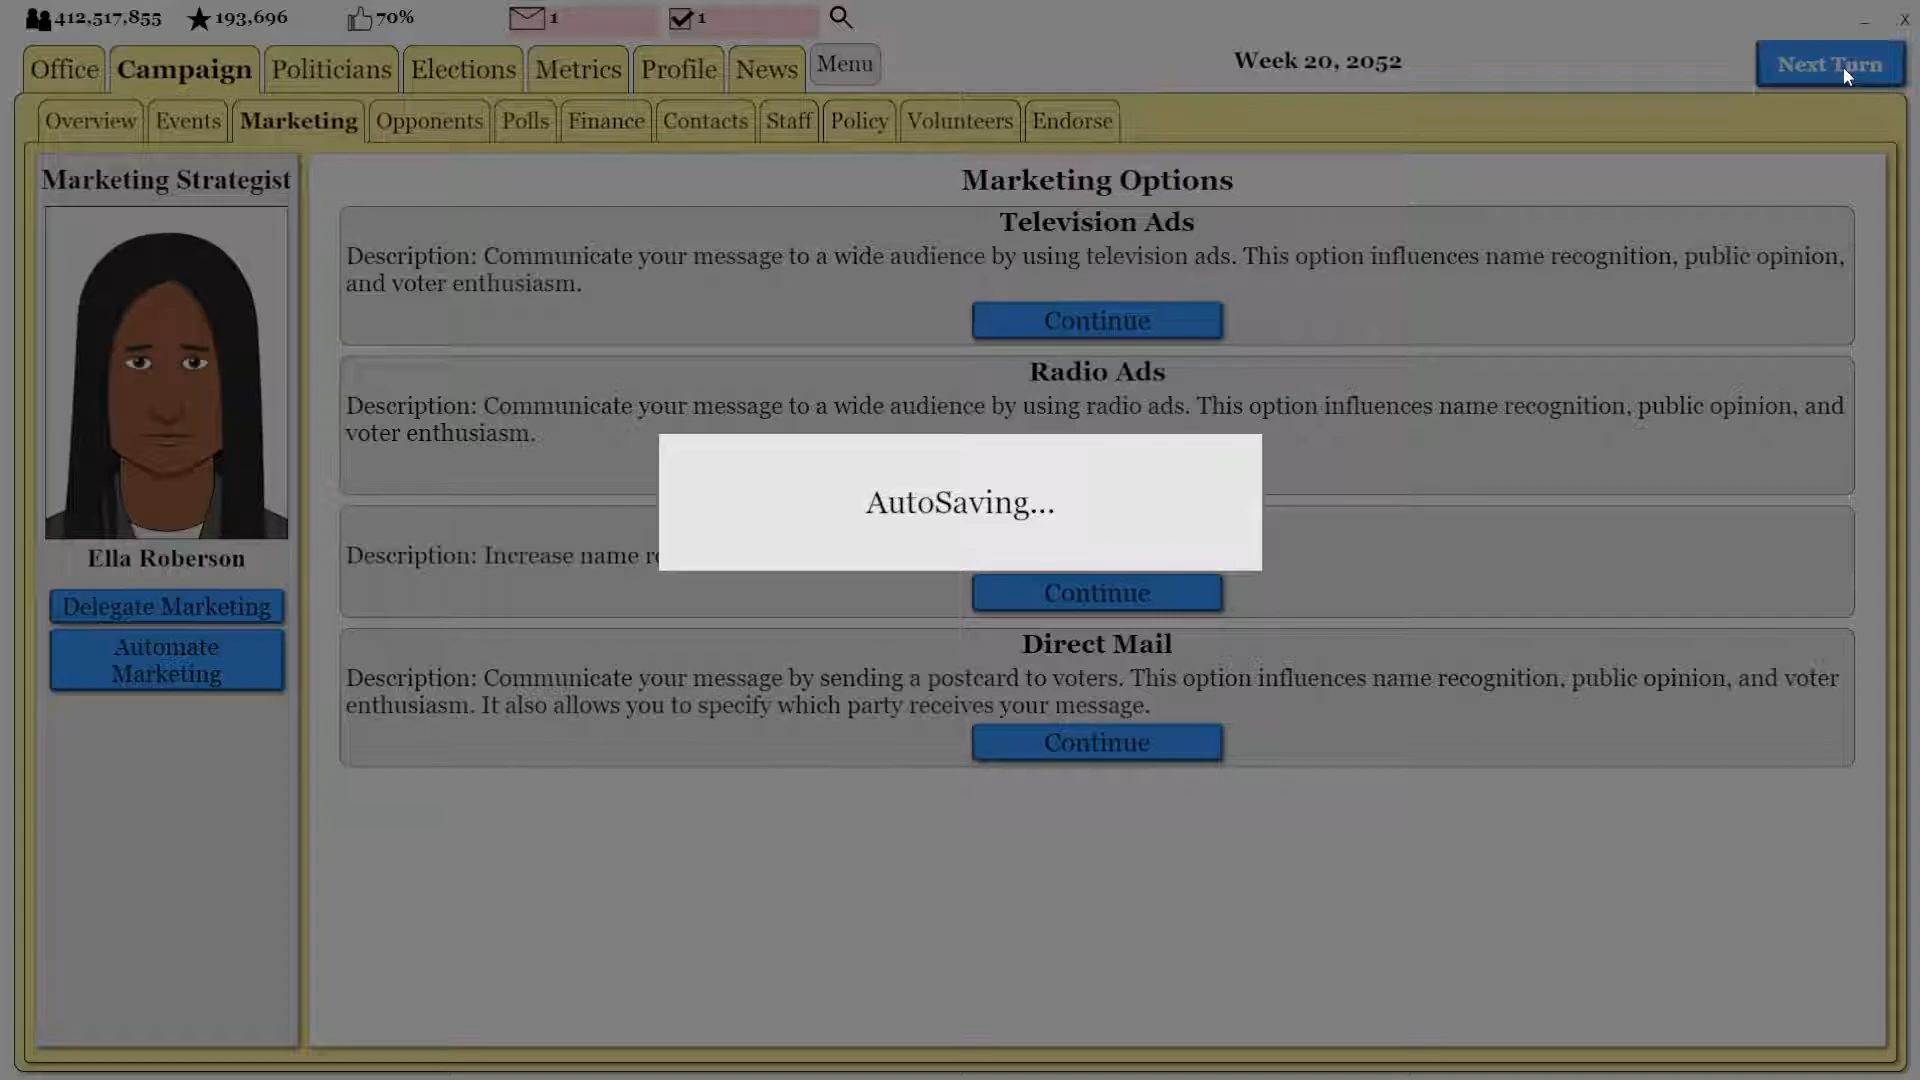 412,517,855 193,696 70% 1 1
Office Campaign Politicians Elections Metrics Profile News Menu Week 20, 2052 Next Turn X
Overview Events Marketing Opponents Polls Finance Contacts Staff Policy Volunteers Endorse
Marketing Strategist
Ella Roberson
Delegate Marketing
Automate
Marketing
Marketing Options
Television Ads
Description: Communicate your message to a wide audience by using television ads. This option influences name recognition, public opinion,
and voter enthusiasm.
Continue
Radio Ads
Description: Communicate your message to a wide audience by using radio ads. This option influences name recognition, public opinion, and
voter enthusiasm.
AutoSaving...
Description: Increase name
Continue
Direct Mail
Description: Communicate your message by sending a postcard to voters. This option influences name recognition, public opinion, and voter
enthusiasm. It also allows you to specify which party receives your message.
Continue